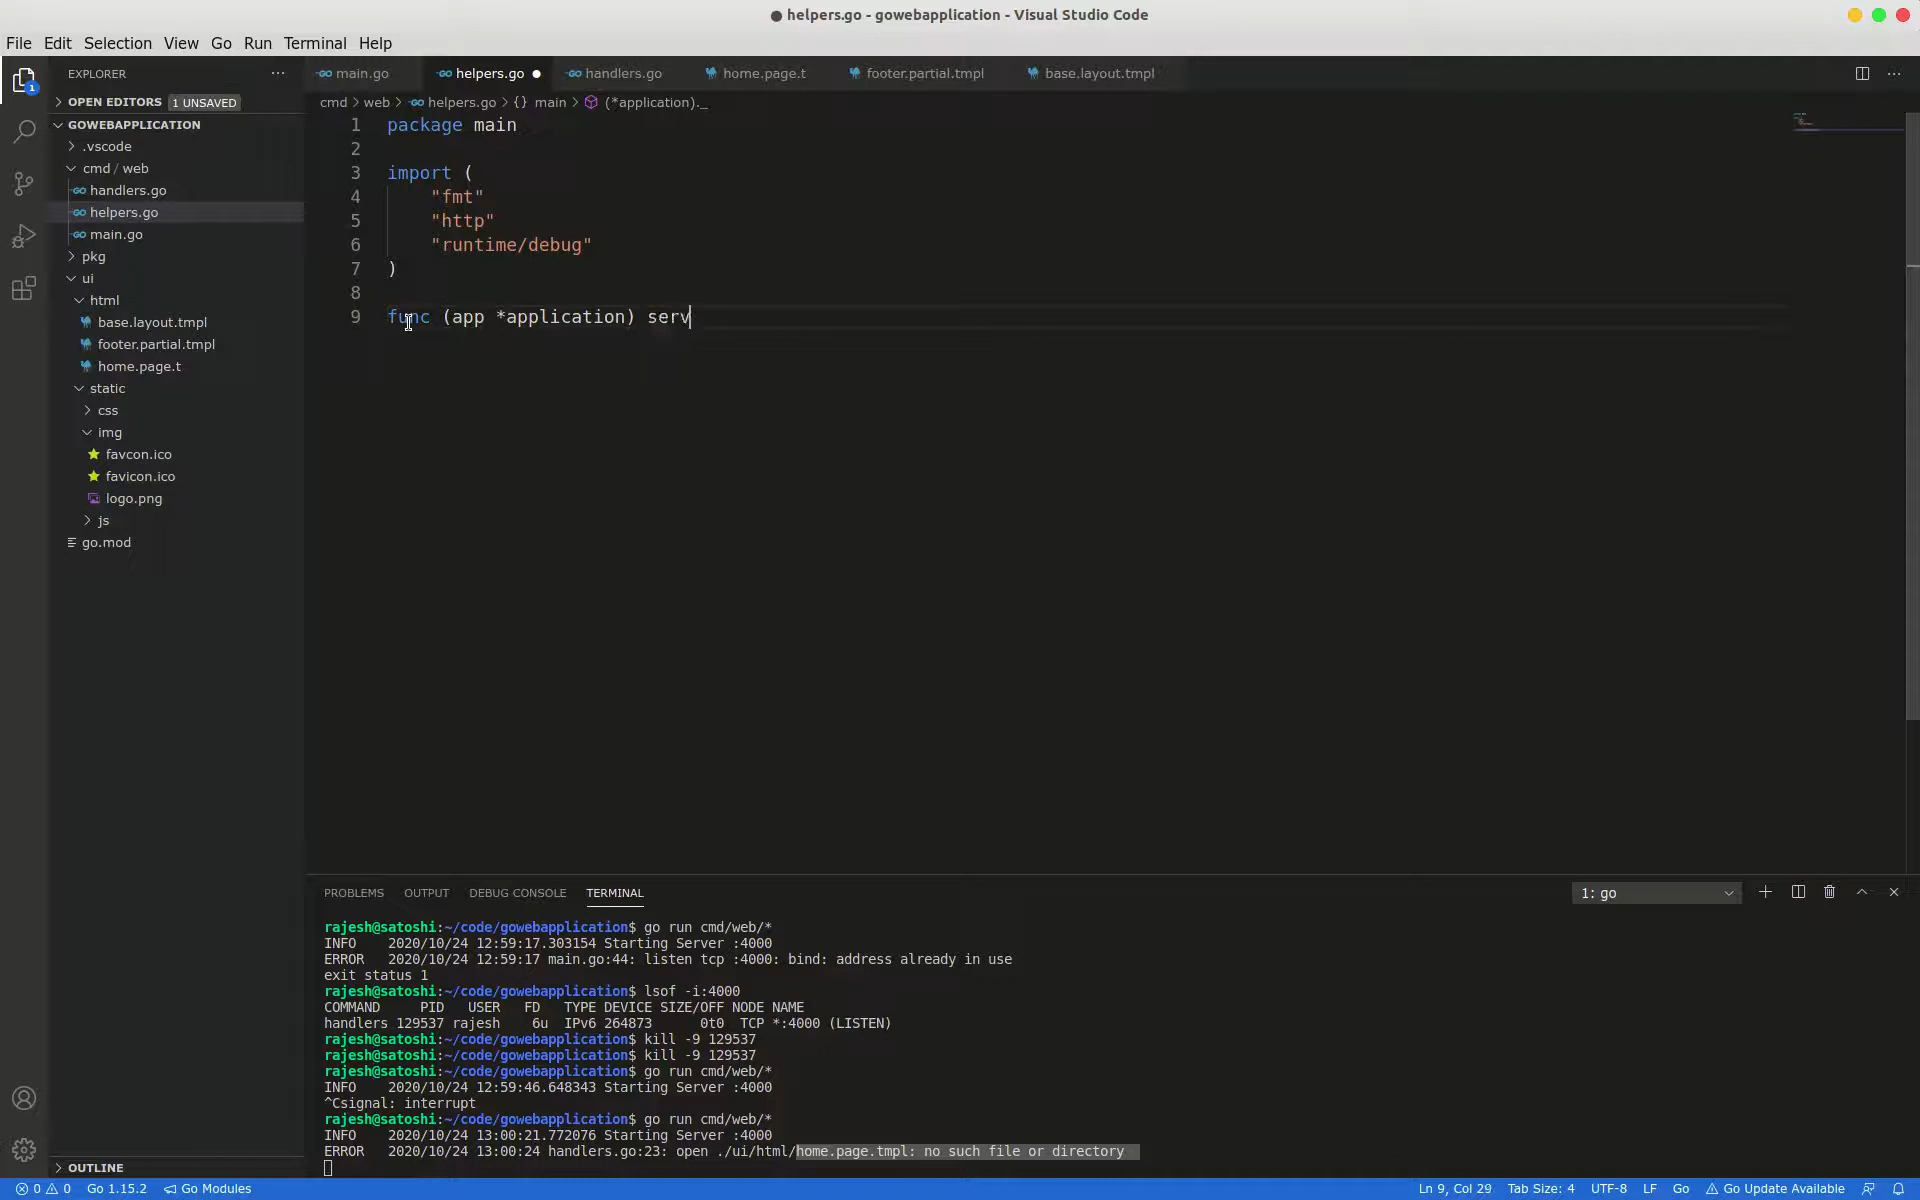 helpers.go - gowebapplication - Visual Studio Code
File Edit Selection View Go Run Terminal Help
EXPLORER
OPEN EDITORS 1 UNSAVED
GOWEBAPPLICATION
.vscode
cmd / web
handlers.go
helpers.go
main.go
pkg
ui
html
base.layout.tmpl
footer.partial.tmpl
home.page.t
static
css
img
favcon.ico
favicon.ico
logo.png
js
go.mod
OUTLINE
1
main.go helpers.go handlers.go home.page.t footer.partial.tmpl base.layout.tmpl
cmd > web > helpers.go > {} main > (*application)._
1 package main
2
3 import (
4 "fmt"
5 "http"
6 "runtime/debug"
7 )
8
9 func (app *application) serv
PROBLEMS OUTPUT DEBUG CONSOLE TERMINAL 1: go
rajesh@satoshi:~/code/gowebapplication$ go run cmd/web/*
INFO 2020/10/24 12:59:17.303154 Starting Server :4000
ERROR 2020/10/24 12:59:17 main.go:44: listen tcp :4000: bind: address already in use
exit status 1
rajesh@satoshi:~/code/gowebapplication$ lsof -i:4000
COMMAND PID USER FD TYPE DEVICE SIZE/OFF NODE NAME
handlers 129537 rajesh 6u IPv6 264873 0t0 TCP *:4000 (LISTEN)
rajesh@satoshi:~/code/gowebapplication$ kill -9 129537
rajesh@satoshi:~/code/gowebapplication$ kill -9 129537
rajesh@satoshi:~/code/gowebapplication$ go run cmd/web/*
INFO 2020/10/24 12:59:46.648343 Starting Server :4000
^Csignal: interrupt
rajesh@satoshi:~/code/gowebapplication$ go run cmd/web/*
INFO 2020/10/24 13:00:21.772076 Starting Server :4000
ERROR 2020/10/24 13:00:24 handlers.go:23: open ./ui/html/home.page.tmpl: no such file or directory
0 0 Go 1.15.2 Go Modules Ln 9, Col 29 Tab Size: 4 UTF-8 LF Go Go Update Available